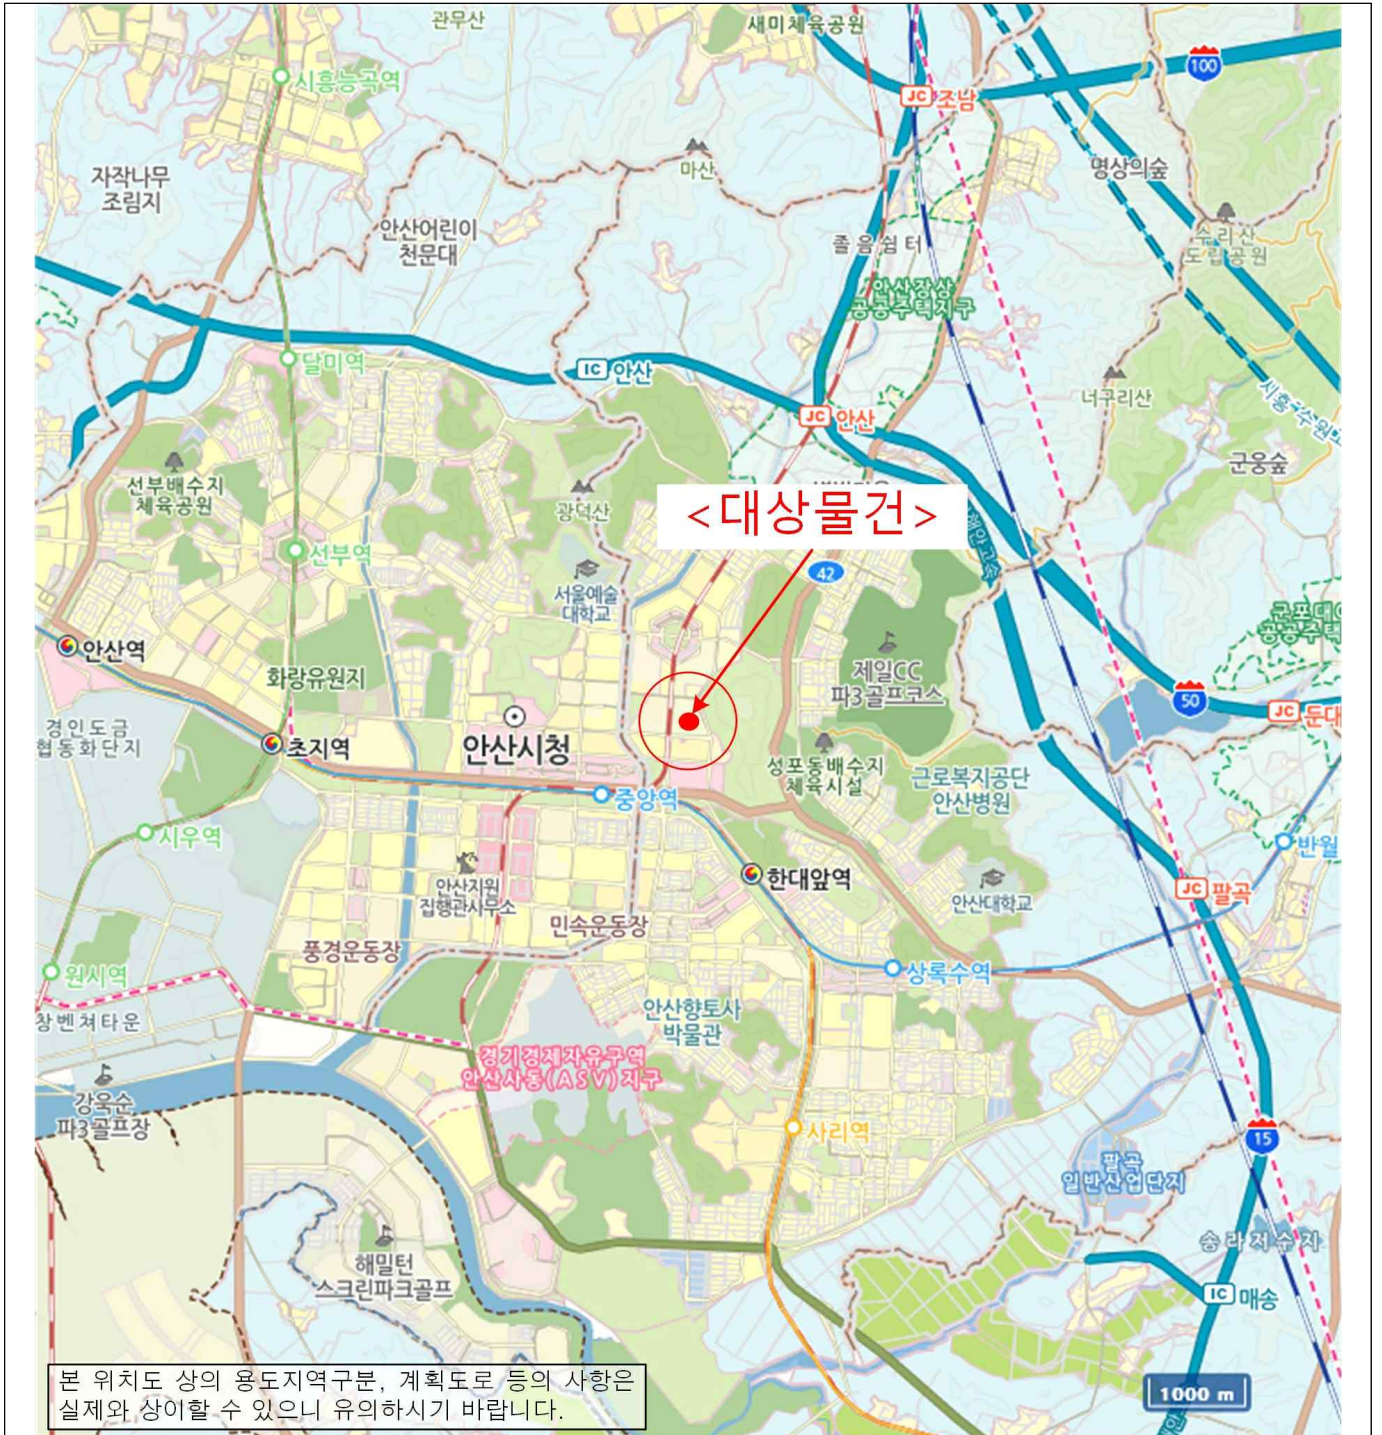 관무산
새미체육공원
시흥능곡역
100
JC 조남
마산
명상의숲
자작나무
조림지
안산어린이
천문대
졸음쉼터
수리산
도립공원
안산장상
공공주택지구
달미역
IC 안산
너구리산
JC 안산
시흥-수원
군웅숲
선부배수지
체육공원
광덕산
<대상물건>
선부역
42
서울예술
대학교
군포대야
공공주택
안산역
화랑유원지
제일CC
파3골프코스
50
JC 둔대
경인도금
협동화단지
초지역
안산시청
성포동배수지
체육시설
근로복지공단
안산병원
중앙역
시우역
반월
한대앞역
안산지원
집행관사무소
안산대학교
JC 팔곡
민속운동장
풍경운동장
원시역
상록수역
창벤쳐타운
안산향토사
박물관
경기경제자유구역
안산사동(ASV)지구
강욱순
파3골프장
사리역
15
팔곡
일반산업단지
송라저수지
해밀턴
스크린파크골프
IC 매송
본 위치도 상의 용도지역구분, 계획도로 등의 사항은
실제와 상이할 수 있으니 유의하시기 바랍니다.
1000 m